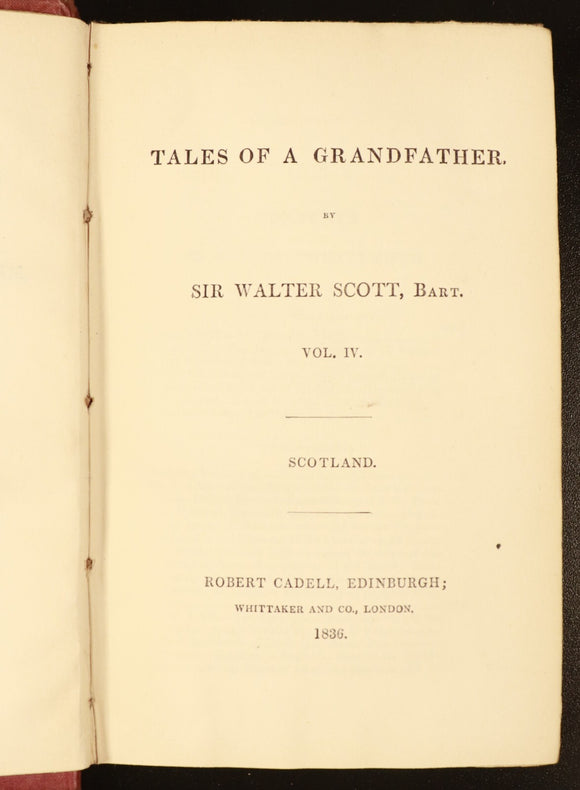 TALES OF A GRANDFATHER.
BY
SIR WALTER SCOTT, BART.
VOL. IV.
SCOTLAND.
ROBERT CADELL, EDINBURGH;
WHITTAKER AND CO., LONDON.
1836.